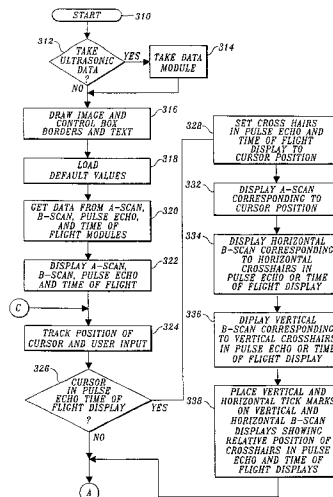 START
310
312
TAKE
ULTRASONIC
DATA
?
YES
TAKE DATA
MODULE
314
NO
DRAW IMAGE AND
CONTROL BOX
BORDERS AND TEXT
316
LOAD
DEFAULT VALUES
318
GET DATA FROM A-SCAN,
B-SCAN, PULSE ECHO,
AND TIME OF
FLIGHT MODULES
320
DISPLAY A-SCAN,
B-SCAN, PULSE ECHO
AND TIME OF FLIGHT
322
C
TRACK POSITION OF
CURSOR AND USER INPUT
324
326
CURSOR
IN PULSE
ECHO TIME OF
FLIGHT DISPLAY
?
YES
NO
A
328
SET CROSS HAIRS
IN PULSE ECHO AND
TIME OF FLIGHT
DISPLAY TO
CURSOR POSITION
332
DISPLAY A-SCAN
CORRESPONDING TO
CURSOR POSITION
334
DISPLAY HORIZONTAL
B-SCAN CORRESPONDING
TO HORIZONTAL
CROSSHAIRS IN
PULSE ECHO OR TIME
OF FLIGHT DISPLAY
336
DIPLAY VERTICAL
B-SCAN CORRESPONDING
TO VERTICAL CROSSHAIRS
IN PULSE ECHO OR TIME
OF FLIGHT DISPLAY
338
PLACE VERTICAL AND
HORIZONTAL TICK MARKS
ON VERTICAL AND
HORIZONTAL B-SCAN
DISPLAYS SHOWING
RELATIVE POSITION OF
CROSSHAIRS IN PULSE
ECHO AND TIME OF
FLIGHT DISPLAYS